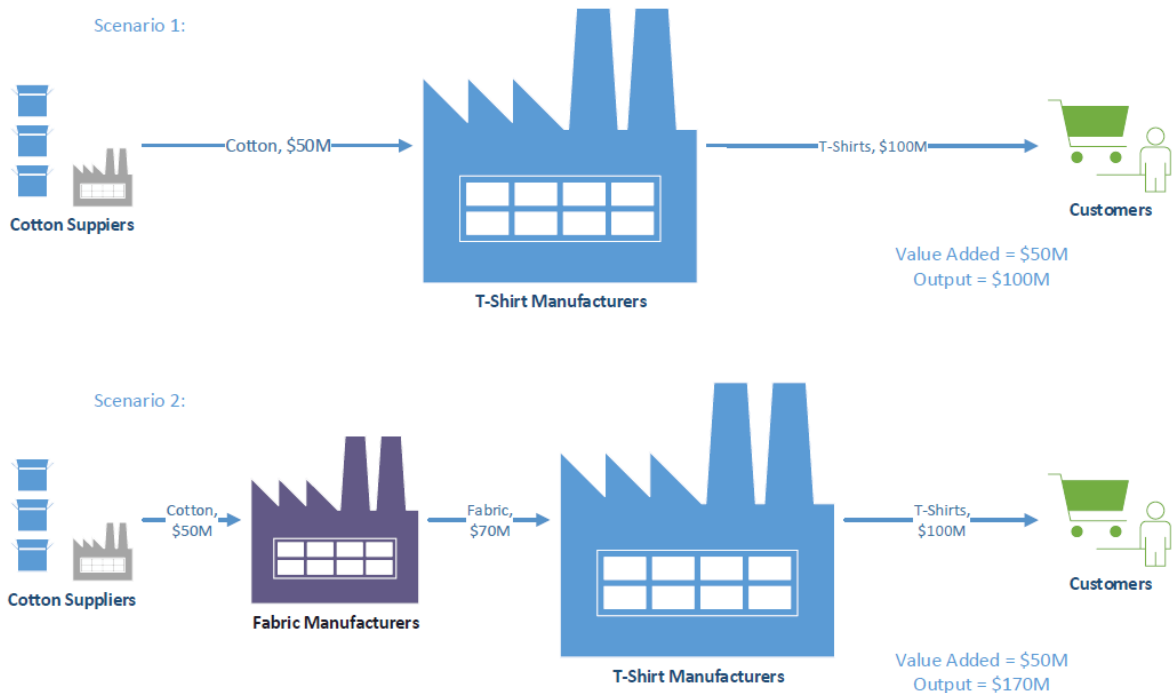 Scenario 1:
Cotton, $50M
T-Shirts, $100M
Cotton Suppiers
Customers
Value Added = $50M
Output = $100M
T-Shirt Manufacturers
Scenario 2:
Cotton,
$50M
Fabric,
$70M
T-Shirts,
$100M
Cotton Suppliers
Customers
Fabric Manufacturers
T-Shirt Manufacturers
Value Added = $50M
Output = $170M